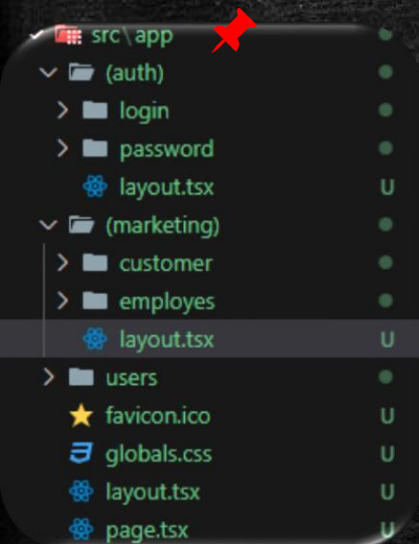 src\app
(auth)
login
password
layout.tsx U
(marketing)
customer
employes
layout.tsx U
users
favicon.ico U
globals.css U
layout.tsx U
page.tsx U